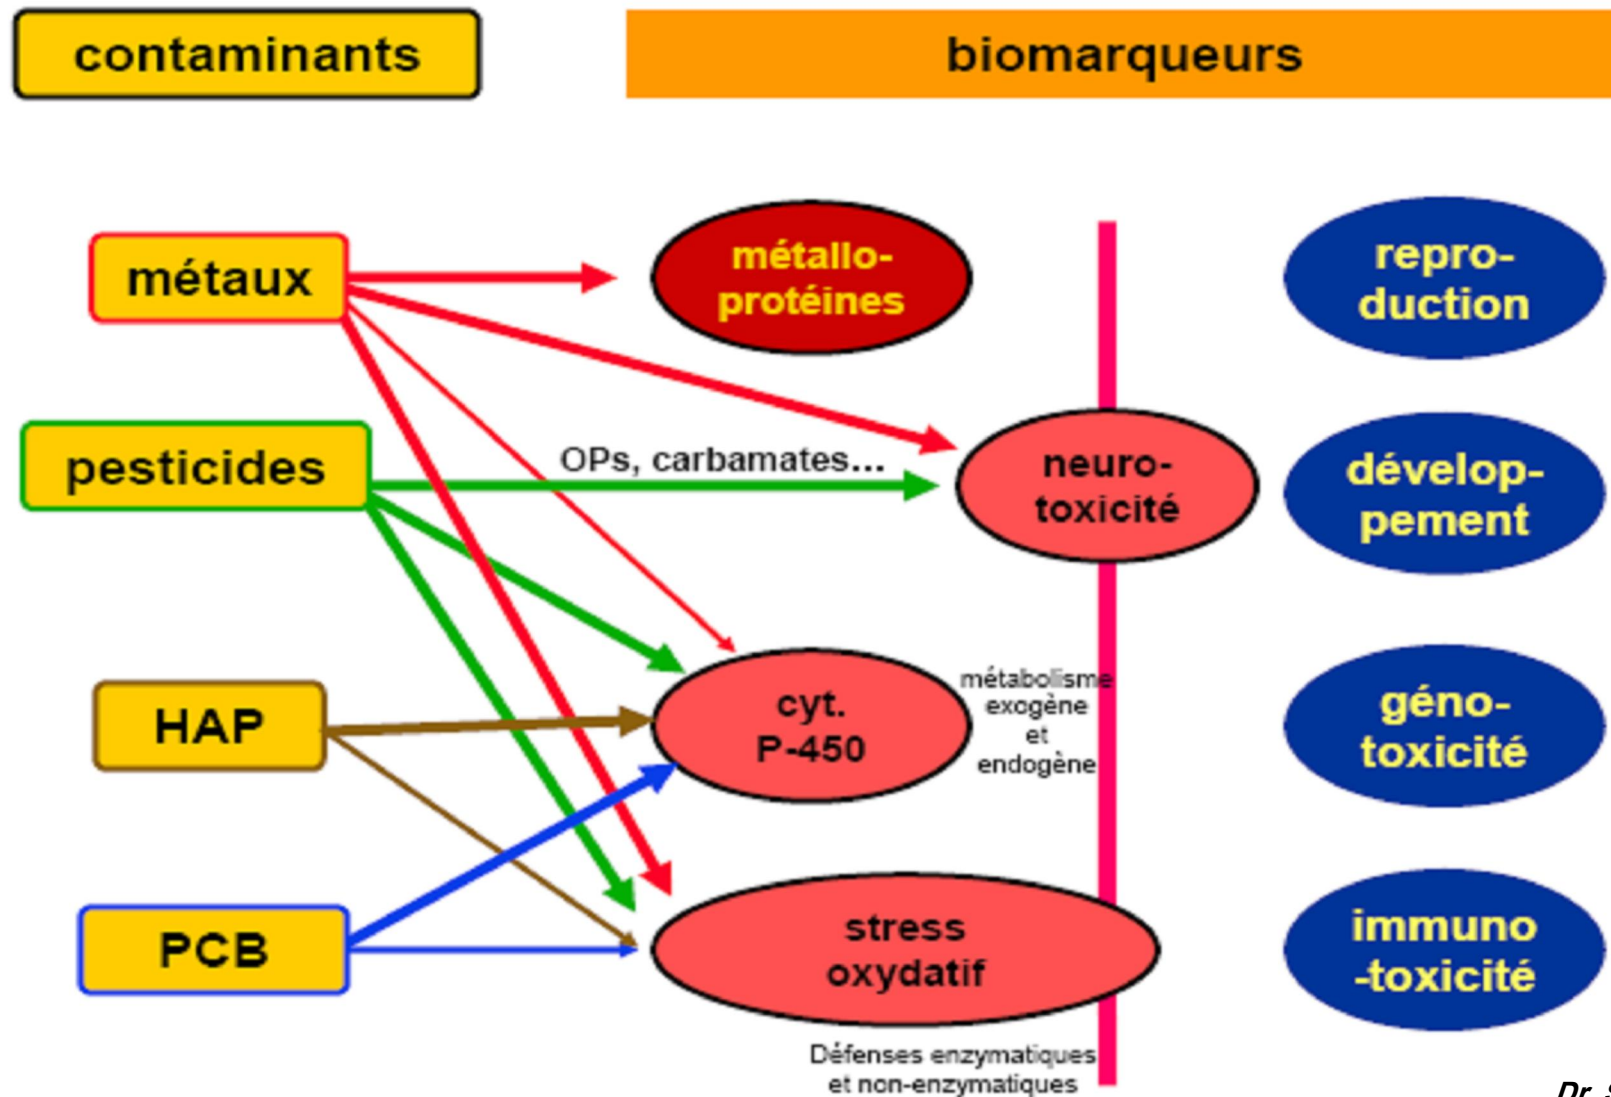 contaminants
biomarqueurs
métaux
métallo-
protéines
repro-
duction
pesticides
OPs, carbamates...
neuro-
toxicité
dévelop-
pement
HAP
cyt.
P-450
métabolisme
exogène
et
endogène
géno-
toxicité
PCB
stress
oxydatif
immuno
-toxicité
Défenses enzymatiques
et non-enzymatiques
Dr.